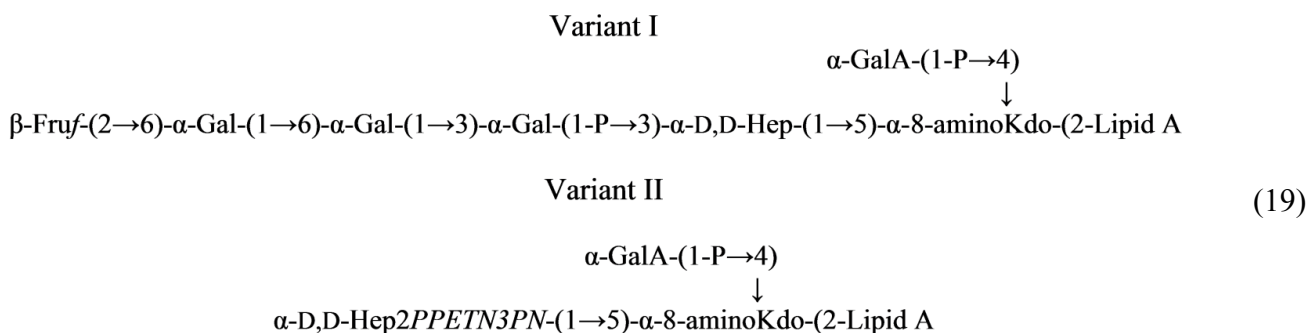 Variant I
α-GalA-(1-P→4)
↓
β-Fruf-(2→6)-α-Gal-(1→6)-α-Gal-(1→3)-α-Gal-(1-P→3)-α-D,D-Hep-(1→5)-α-8-aminoKdo-(2-Lipid A
Variant II
(19)
α-GalA-(1-P→4)
↓
α-D,D-Hep2PPETN3PN-(1→5)-α-8-aminoKdo-(2-Lipid A